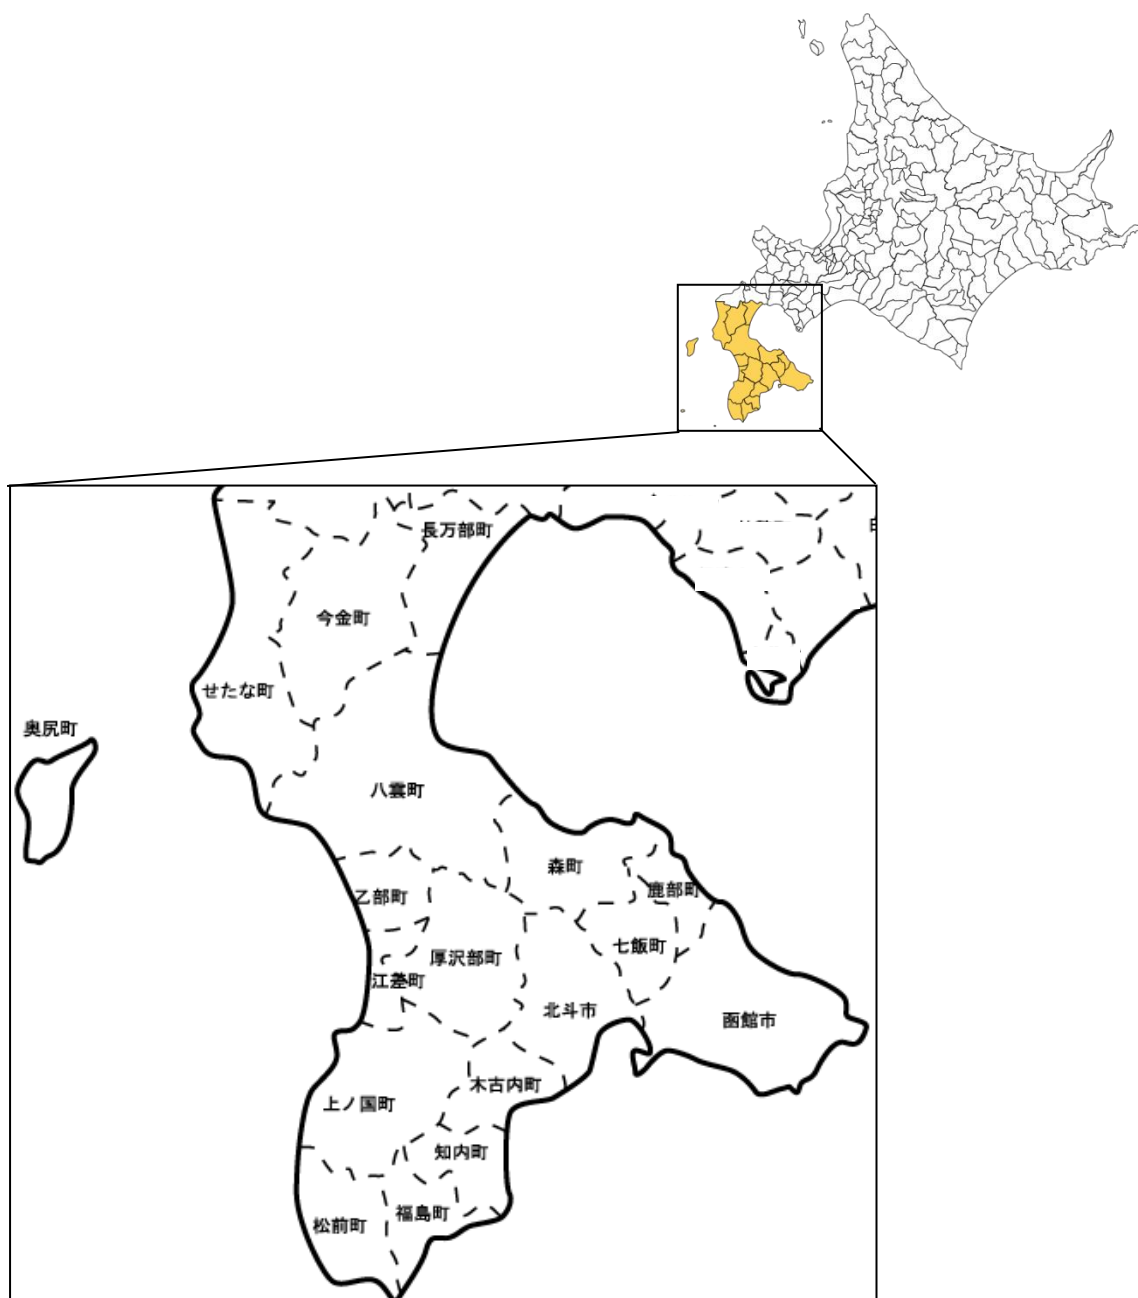 長万部町
今金町
せたな町
奥尻町
八雲町
森町
鹿部町
乙部町
七飯町
厚沢部町
江差町
北斗市
函館市
木古内町
上ノ国町
知内町
福島町
松前町